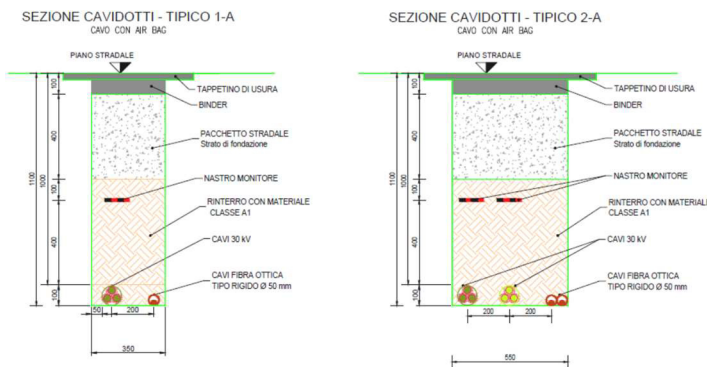 SEZIONE CAVIDOTTI - TIPICO 1-A
CAVO CON AIR BAG
PIANO STRADALE
TAPPETINO DI USURA
BINDER
PACCHETTO STRADALE
Strato di fondazione
NASTRO MONITORE
RINTERRO CON MATERIALE
CLASSE A1
CAVI 30 kV
CAVI FIBRA OTTICA
TIPO RIGIDO Ø 50 mm
1100
1000
100
400
100
400
100
50
200
350
SEZIONE CAVIDOTTI - TIPICO 2-A
CAVO CON AIR BAG
PIANO STRADALE
TAPPETINO DI USURA
BINDER
PACCHETTO STRADALE
Strato di fondazione
NASTRO MONITORE
RINTERRO CON MATERIALE
CLASSE A1
CAVI 30 kV
CAVI FIBRA OTTICA
TIPO RIGIDO Ø 50 mm
1100
1000
100
400
100
400
100
200
200
550